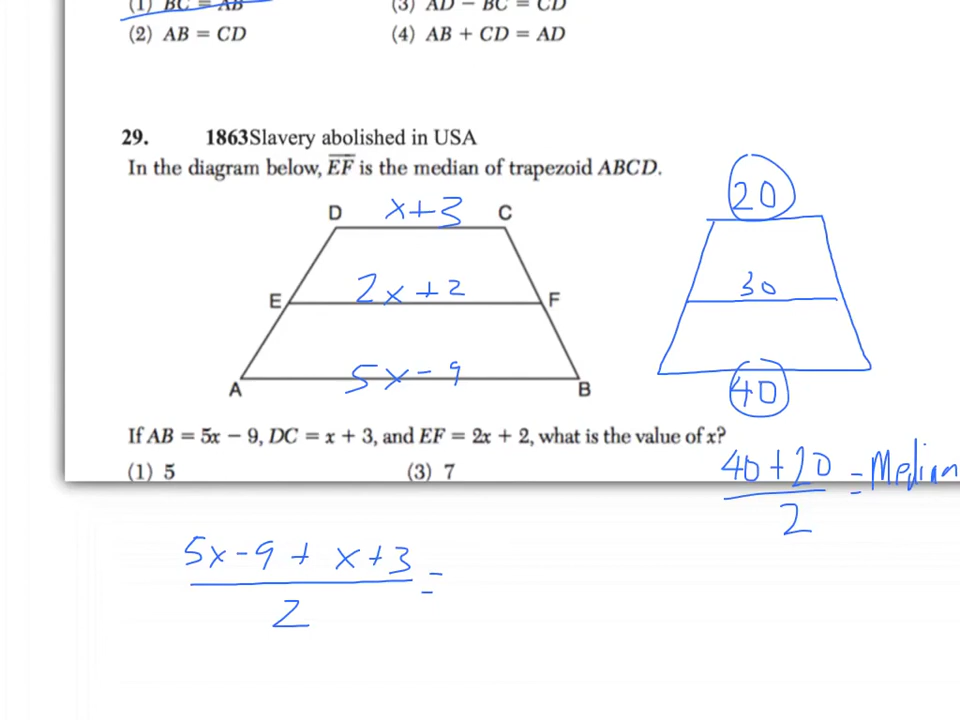 (1) BC = AB (3) AD − BC = CD
(2) AB = CD (4) AB + CD = AD
29. 1863Slavery abolished in USA
In the diagram below, EF is the median of trapezoid ABCD.
D x+3 C
20
E 2x+2 F
30
A 5x-9 B
40
If AB = 5x − 9, DC = x + 3, and EF = 2x + 2, what is the value of x?
(1) 5 (3) 7
40+20 = Median
2
5x-9 + x+3 =
2